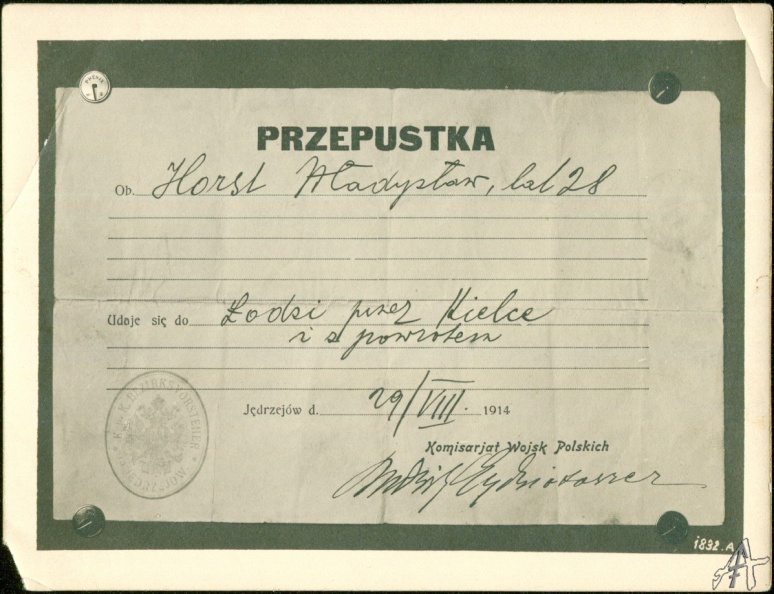 PRZEPUSTKA
Ob. Horst Władysław, lat 28
Udaje się do Łodzi przez Kielce
i z powrotem
Jędrzejów d. 29/VIII. 1914
Komisarjat Wojsk Polskich
K. u. K. BEZIRKSVORSTEHER
1832.A